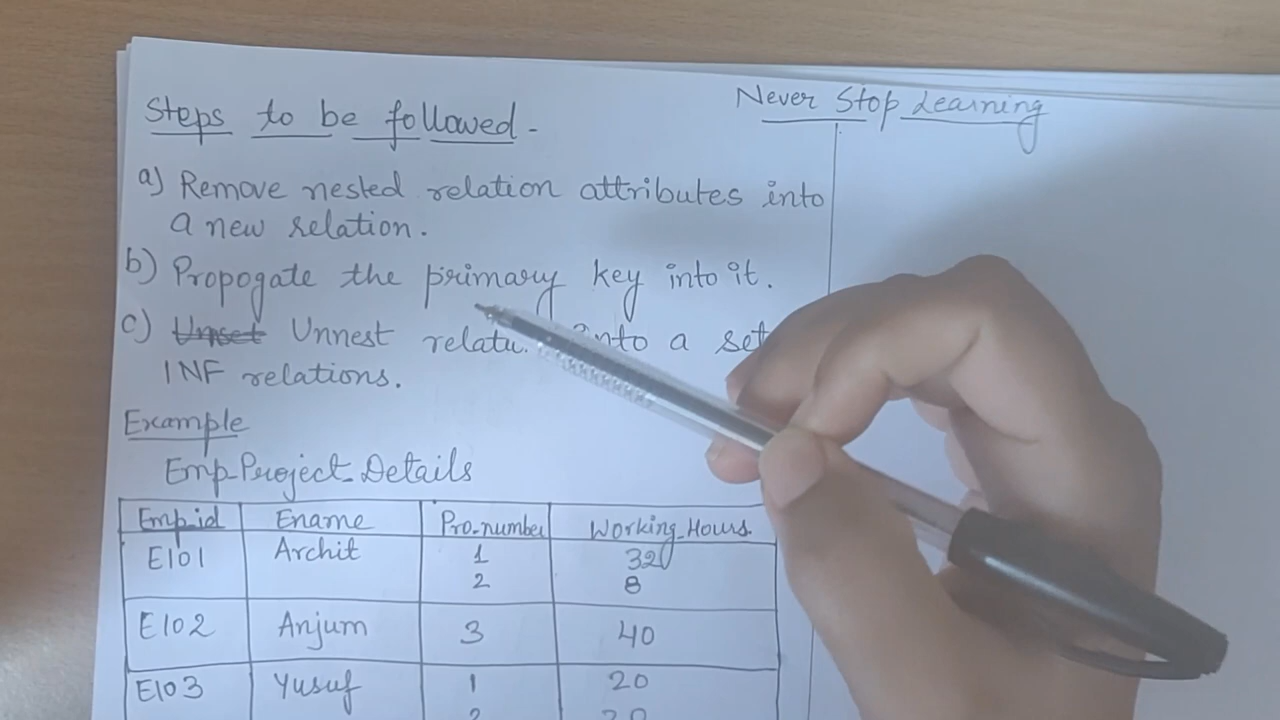 Steps to be followed -
Never Stop Learning
a) Remove nested relation attributes into
a new relation.
b) Propogate the primary key into it.
c) Unset Unnest into a set
1NF relations.
Example
Emp-Project-Details
Emp-id Ename Pro-number Working-Hours
E101 Archit 1 32
2 8
E102 Anjum 3 40
E103 Yusuf 1 20